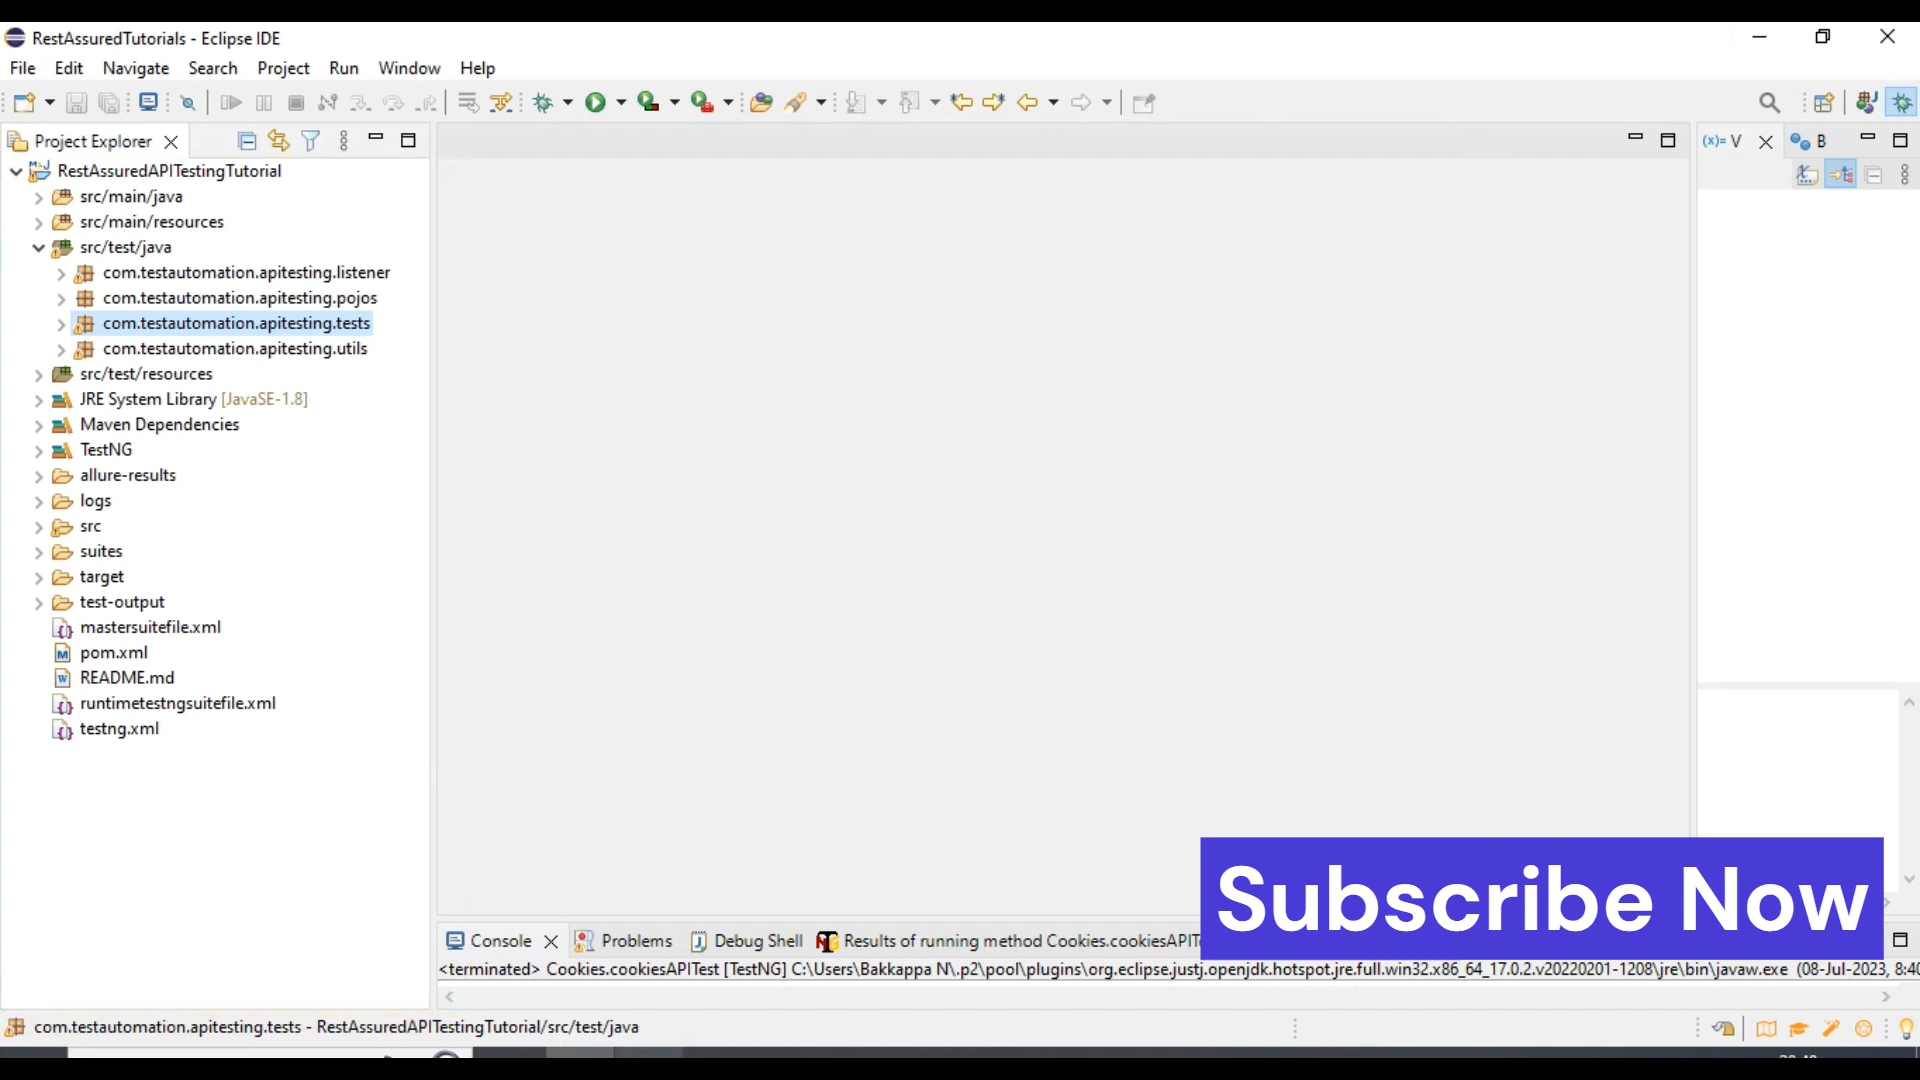 RestAssuredTutorials - Eclipse IDE
File Edit Navigate Search Project Run Window Help
Project Explorer
(x)= V
B
RestAssuredAPITestingTutorial
src/main/java
src/main/resources
src/test/java
com.testautomation.apitesting.listener
com.testautomation.apitesting.pojos
com.testautomation.apitesting.tests
com.testautomation.apitesting.utils
src/test/resources
JRE System Library [JavaSE-1.8]
Maven Dependencies
TestNG
allure-results
logs
src
suites
target
test-output
mastersuitefile.xml
pom.xml
README.md
runtimetestngsuitefile.xml
testng.xml
Subscribe Now
Console Problems Debug Shell Results of running method Cookies.cookiesAPITe
<terminated> Cookies.cookiesAPITest [TestNG] C:\Users\Bakkappa N\.p2\pool\plugins\org.eclipse.justj.openjdk.hotspot.jre.full.win32.x86_64_17.0.2.v20220201-1208\jre\bin\javaw.exe (08-Jul-2023, 8:40
com.testautomation.apitesting.tests - RestAssuredAPITestingTutorial/src/test/java